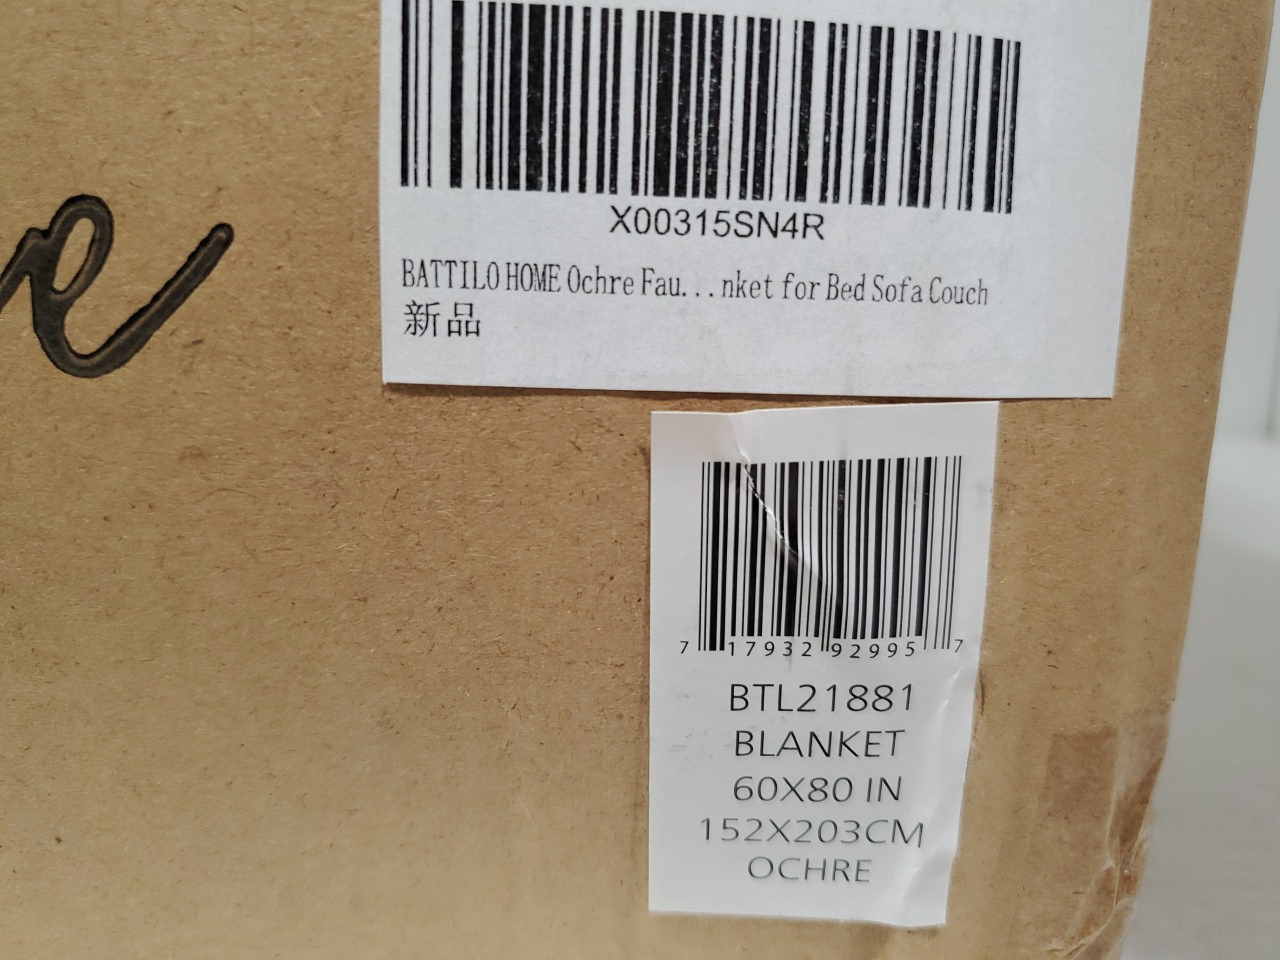 X00315SN4R
BATTILO HOME Ochre Fau...nket for Bed Sofa Couch
新品
e
7 17932 92995 7
BTL21881
BLANKET
60X80 IN
152X203CM
OCHRE